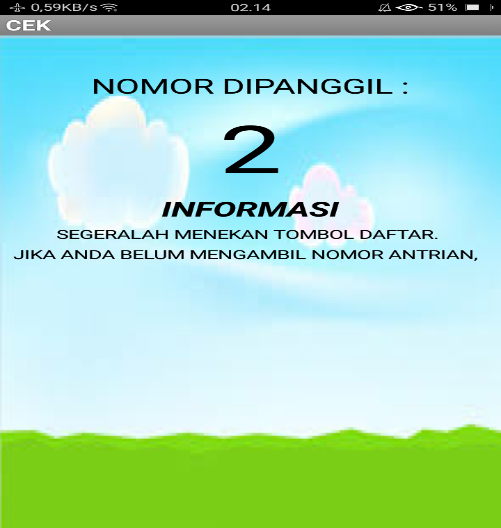 0,59KB/s 02.14 51%
CEK
NOMOR DIPANGGIL :
2
INFORMASI
SEGERALAH MENEKAN TOMBOL DAFTAR.
JIKA ANDA BELUM MENGAMBIL NOMOR ANTRIAN,